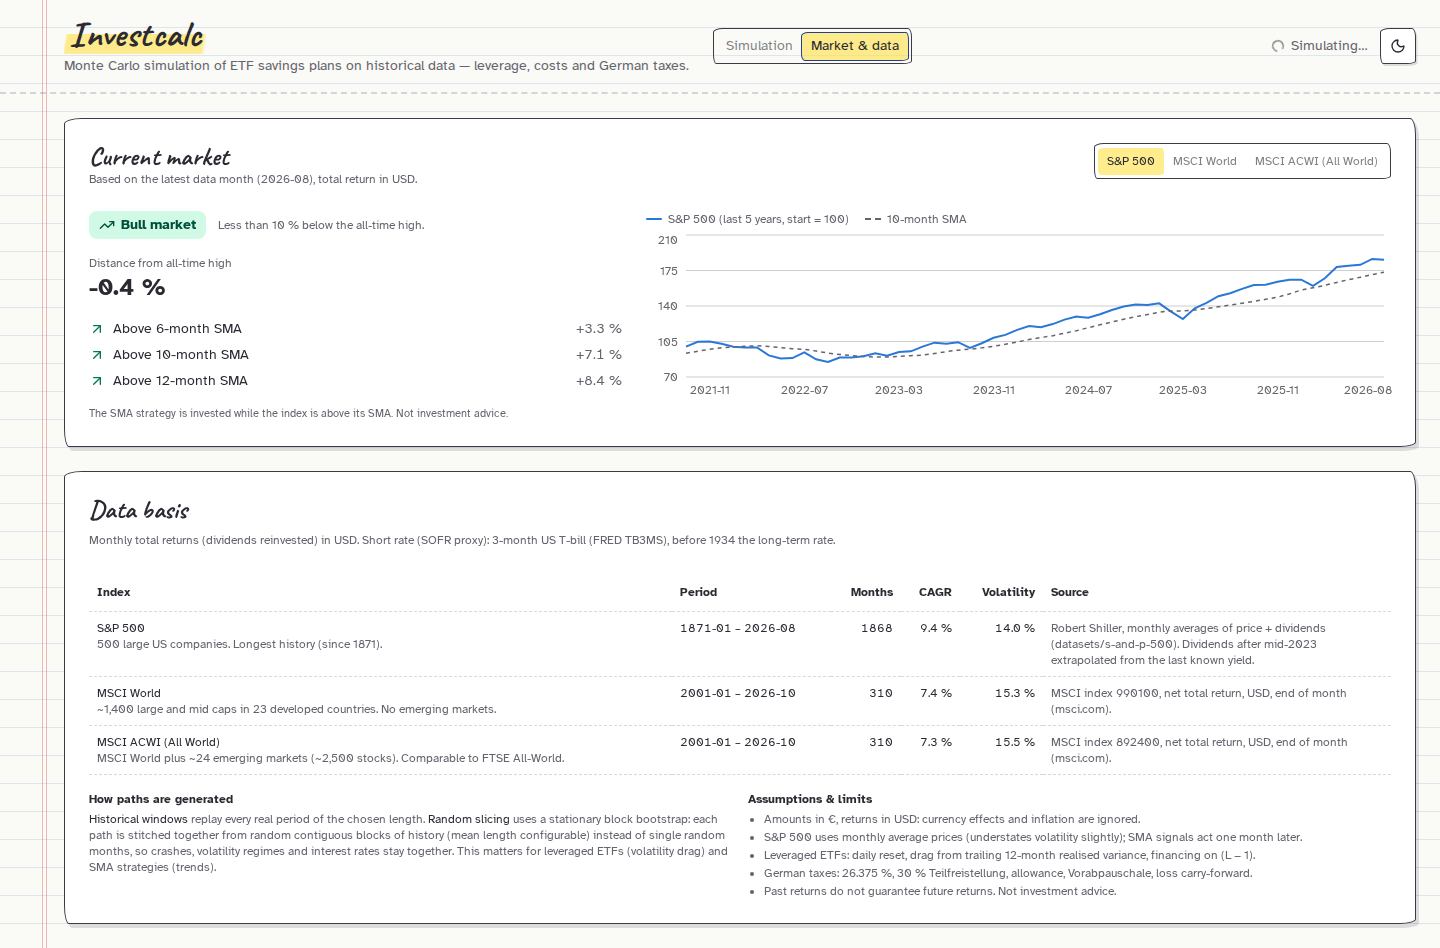 Investcalc
Monte Carlo simulation of ETF savings plans on historical data — leverage, costs and German taxes.
Simulation
Market & data
Simulating…
Current market
Based on the latest data month (2026-08), total return in USD.
S&P 500
MSCI World
MSCI ACWI (All World)
Bull market
Less than 10 % below the all-time high.
Distance from all-time high
-0.4 %
Above 6-month SMA
+3.3 %
Above 10-month SMA
+7.1 %
Above 12-month SMA
+8.4 %
The SMA strategy is invested while the index is above its SMA. Not investment advice.
S&P 500 (last 5 years, start = 100)
10-month SMA
210
175
140
105
70
2021-11
2022-07
2023-03
2023-11
2024-07
2025-03
2025-11
2026-08
Data basis
Monthly total returns (dividends reinvested) in USD. Short rate (SOFR proxy): 3-month US T-bill (FRED TB3MS), before 1934 the long-term rate.
Index Period Months CAGR Volatility Source
S&P 500
500 large US companies. Longest history (since 1871).
1871-01 – 2026-08
1868
9.4 %
14.0 %
Robert Shiller, monthly averages of price + dividends
(datasets/s-and-p-500). Dividends after mid-2023
extrapolated from the last known yield.
MSCI World
~1,400 large and mid caps in 23 developed countries. No emerging markets.
2001-01 – 2026-10
310
7.4 %
15.3 %
MSCI index 990100, net total return, USD, end of month
(msci.com).
MSCI ACWI (All World)
MSCI World plus ~24 emerging markets (~2,500 stocks). Comparable to FTSE All-World.
2001-01 – 2026-10
310
7.3 %
15.5 %
MSCI index 892400, net total return, USD, end of month
(msci.com).
How paths are generated
Historical windows replay every real period of the chosen length. Random slicing uses a stationary block bootstrap: each
path is stitched together from random contiguous blocks of history (mean length configurable) instead of single random
months, so crashes, volatility regimes and interest rates stay together. This matters for leveraged ETFs (volatility drag) and
SMA strategies (trends).
Assumptions & limits
• Amounts in €, returns in USD: currency effects and inflation are ignored.
• S&P 500 uses monthly average prices (understates volatility slightly); SMA signals act one month later.
• Leveraged ETFs: daily reset, drag from trailing 12-month realised variance, financing on (L − 1).
• German taxes: 26.375 %, 30 % Teilfreistellung, allowance, Vorabpauschale, loss carry-forward.
• Past returns do not guarantee future returns. Not investment advice.